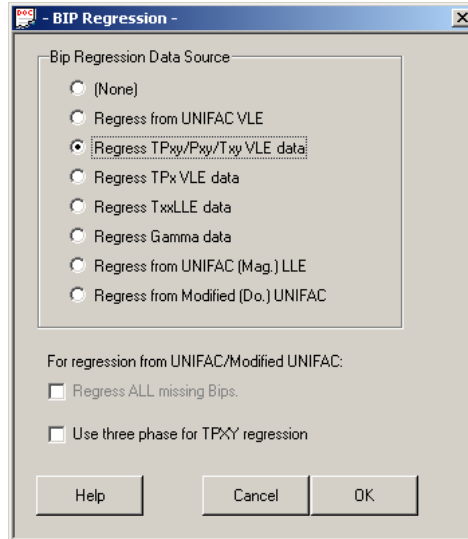 DOC
- BIP Regression -
Bip Regression Data Source
(None)
Regress from UNIFAC VLE
Regress TPxy/Pxy/Txy VLE data
Regress TPx VLE data
Regress TxxLLE data
Regress Gamma data
Regress from UNIFAC (Mag.) LLE
Regress from Modified (Do.) UNIFAC
For regression from UNIFAC/Modified UNIFAC:
Regress ALL missing Bips.
Use three phase for TPXY regression
Help Cancel OK